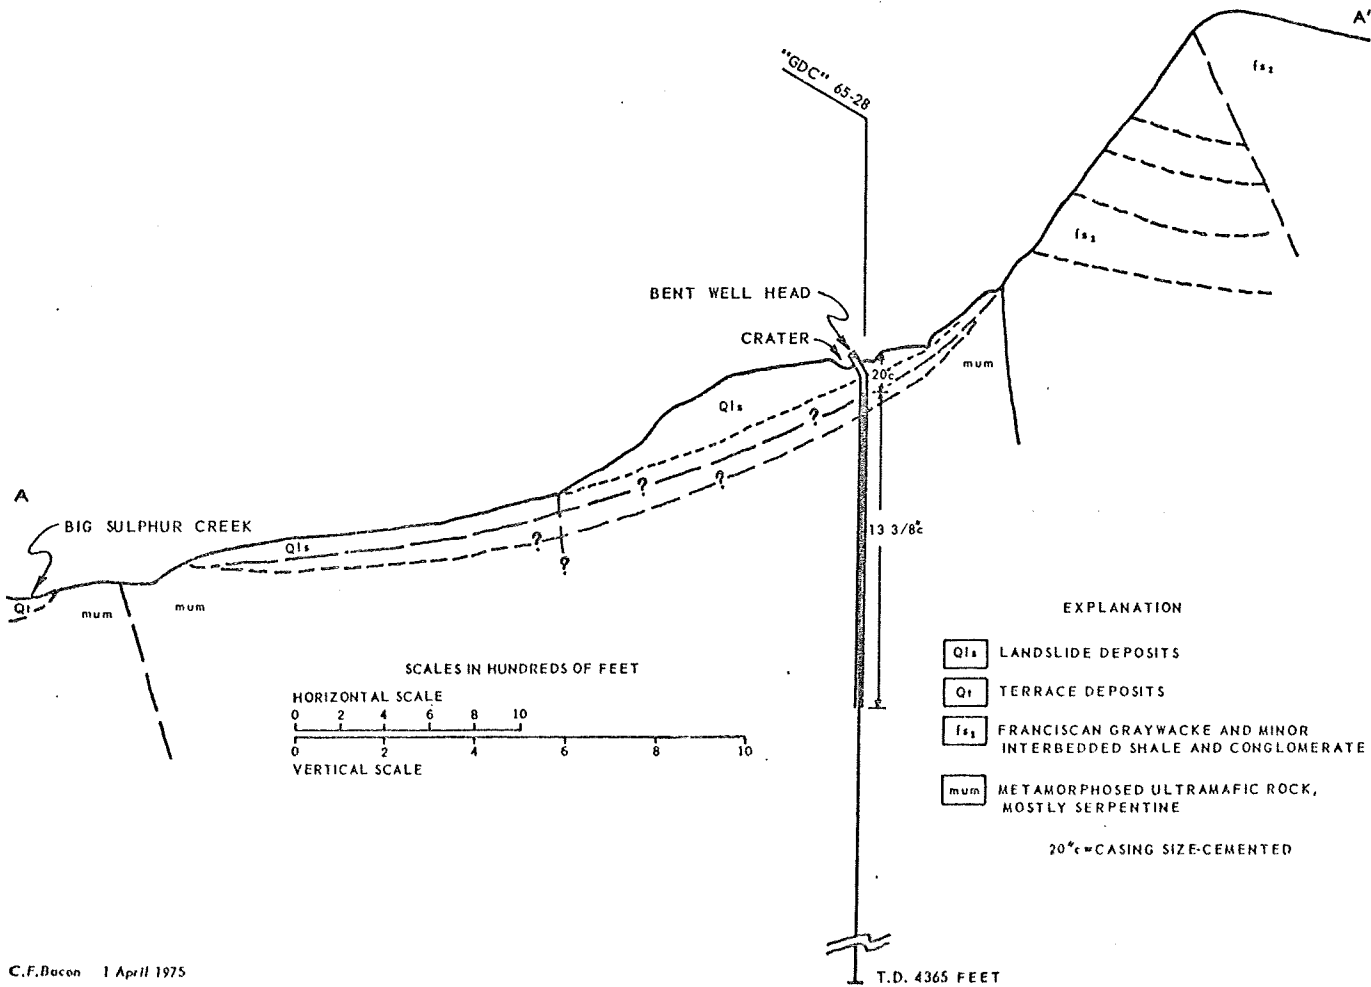 A'
fs₂
"GDC" 65-28
fs₂
BENT WELL HEAD
CRATER
20"c
mum
Qls
?
?
?
A
BIG SULPHUR CREEK
Qls
?
?
13 3/8"c
Qt
mum
mum
EXPLANATION
Qls LANDSLIDE DEPOSITS
Qt TERRACE DEPOSITS
fs₂ FRANCISCAN GRAYWACKE AND MINOR
INTERBEDDED SHALE AND CONGLOMERATE
mum METAMORPHOSED ULTRAMAFIC ROCK,
MOSTLY SERPENTINE
20"c=CASING SIZE-CEMENTED
SCALES IN HUNDREDS OF FEET
HORIZONTAL SCALE
0 2 4 6 8 10
0 2 4 6 8 10
VERTICAL SCALE
C.F.Bacon 1 April 1975
T.D. 4365 FEET